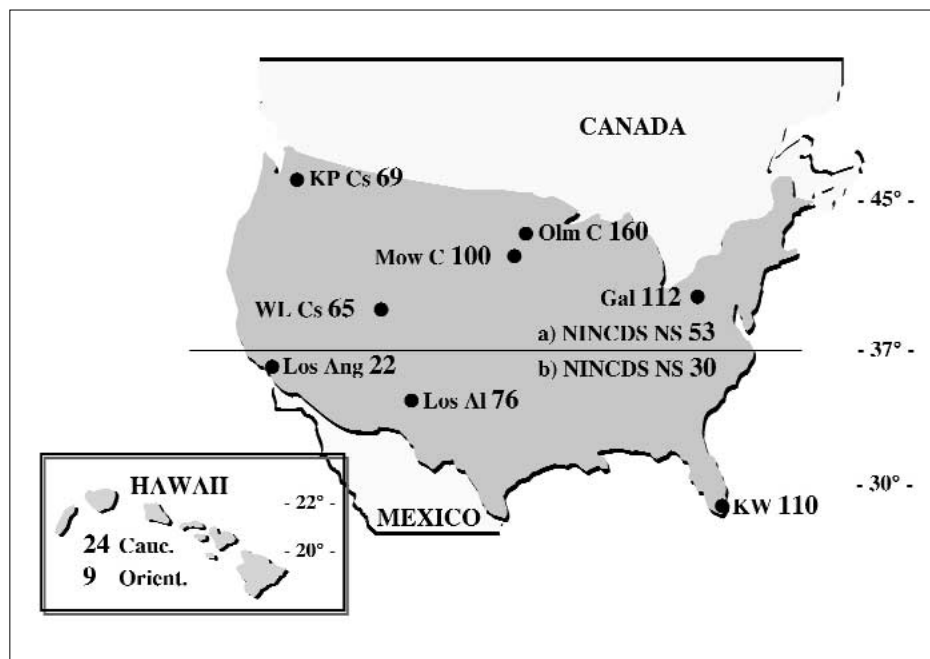 CANADA
KP Cs 69
- 45° -
Olm C 160
Mow C 100
Gal 112
WL Cs 65
a) NINCDS NS 53
- 37° -
b) NINCDS NS 30
Los Ang 22
Los Al 76
- 30° -
KW 110
MEXICO
HAWAII
- 22° -
24 Cauc.
- 20° -
9 Orient.